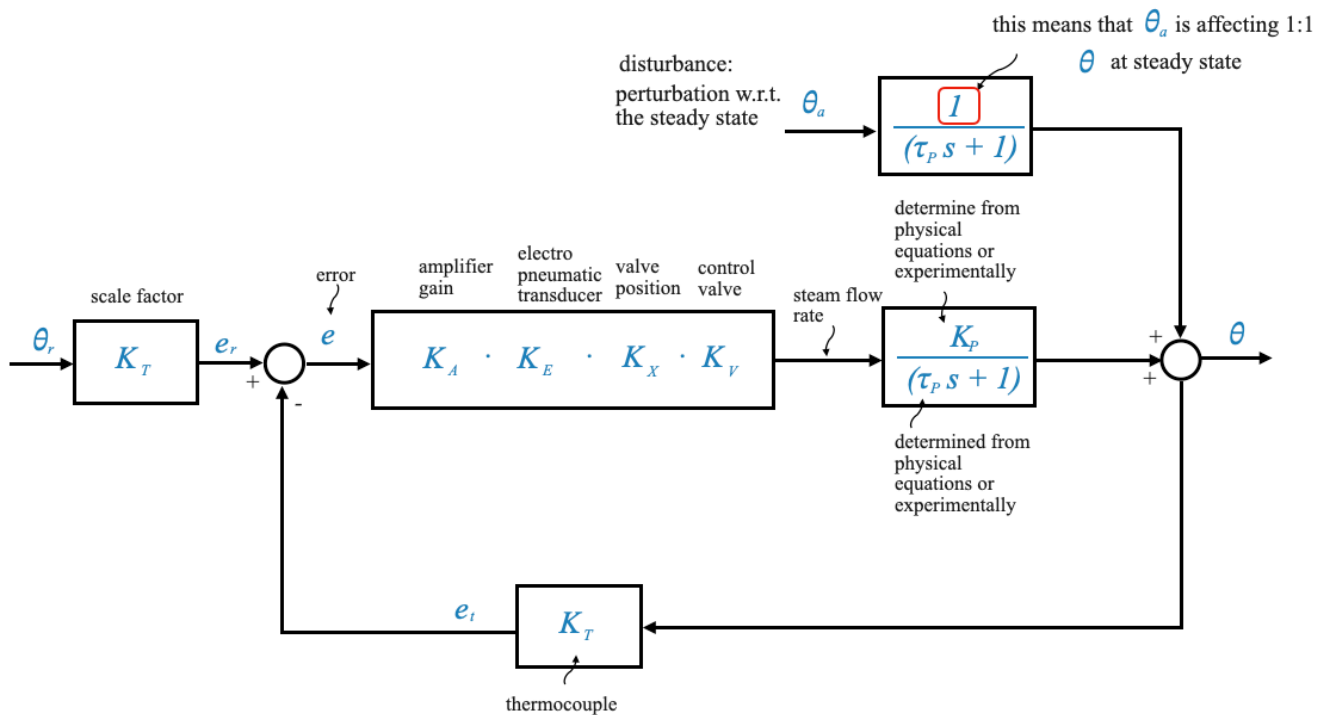 this means that θa is affecting 1:1
θ at steady state
disturbance:
perturbation w.r.t.
the steady state
θa
1
(τP s + 1)
determine from
physical
equations or
experimentally
scale factor
error
amplifier
gain
electro
pneumatic
transducer
valve
position
control
valve
steam flow
rate
θr
KT
er
+
-
e
KA · KE · KX · KV
KP
(τP s + 1)
+
+
θ
determined from
physical
equations or
experimentally
et
KT
thermocouple